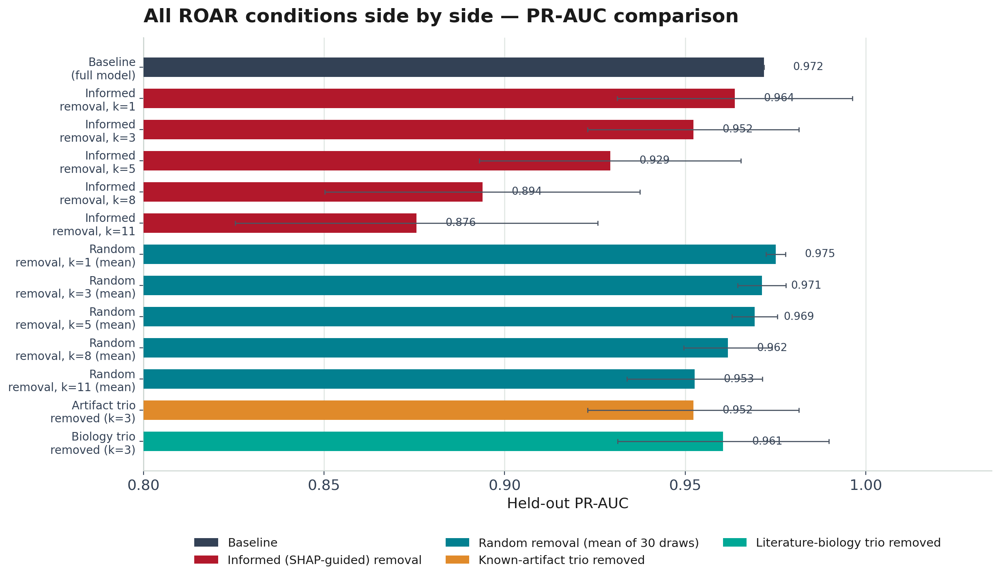 All ROAR conditions side by side — PR-AUC comparison
Baseline
(full model)
0.972
Informed
removal, k=1
0.964
Informed
removal, k=3
0.952
Informed
removal, k=5
0.929
Informed
removal, k=8
0.894
Informed
removal, k=11
0.876
Random
removal, k=1 (mean)
0.975
Random
removal, k=3 (mean)
0.971
Random
removal, k=5 (mean)
0.969
Random
removal, k=8 (mean)
0.962
Random
removal, k=11 (mean)
0.953
Artifact trio
removed (k=3)
0.952
Biology trio
removed (k=3)
0.961
0.80
0.85
0.90
0.95
1.00
Held-out PR-AUC
Baseline
Informed (SHAP-guided) removal
Random removal (mean of 30 draws)
Known-artifact trio removed
Literature-biology trio removed